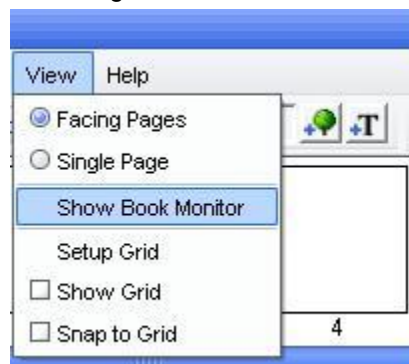 View Help
Facing Pages
Single Page
Show Book Monitor
Setup Grid
Show Grid
Snap to Grid
+T
4